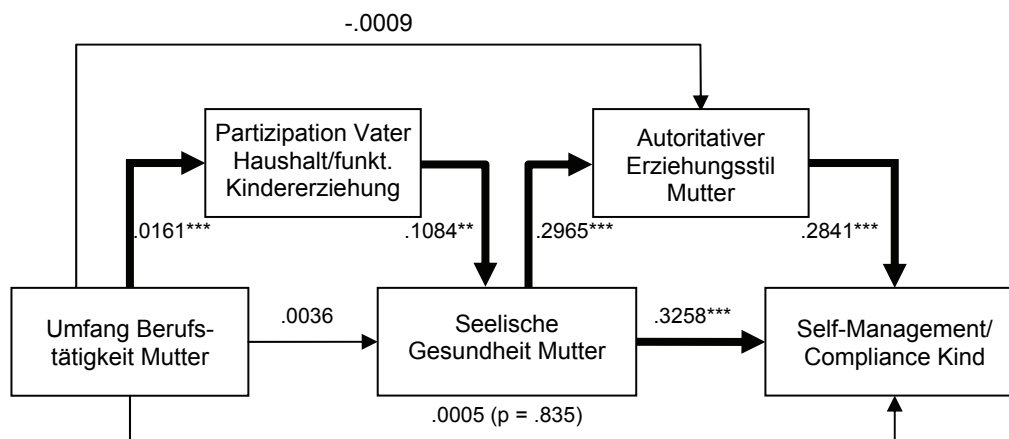 -.0009
Partizipation Vater
Haushalt/funkt.
Kindererziehung
Autoritativer
Erziehungsstil
Mutter
.0161***
.1084**
.2965***
.2841***
Umfang Berufs-
tätigkeit Mutter
.0036
Seelische
Gesundheit Mutter
.3258***
Self-Management/
Compliance Kind
.0005 (p = .835)